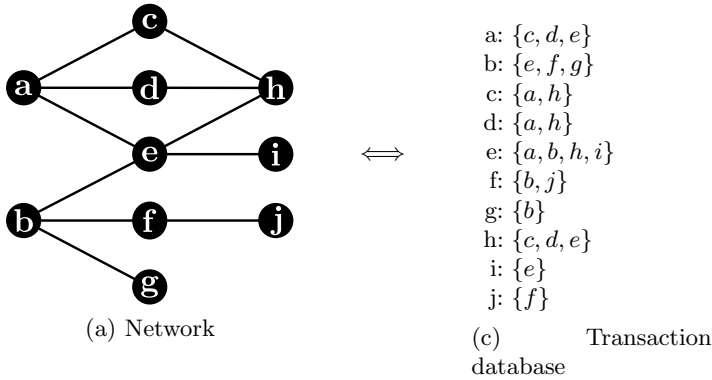 c
a d h
e i
b f j
g
(a) Network
⟺
a: {c, d, e}
b: {e, f, g}
c: {a, h}
d: {a, h}
e: {a, b, h, i}
f: {b, j}
g: {b}
h: {c, d, e}
i: {e}
j: {f}
(c) Transaction
database